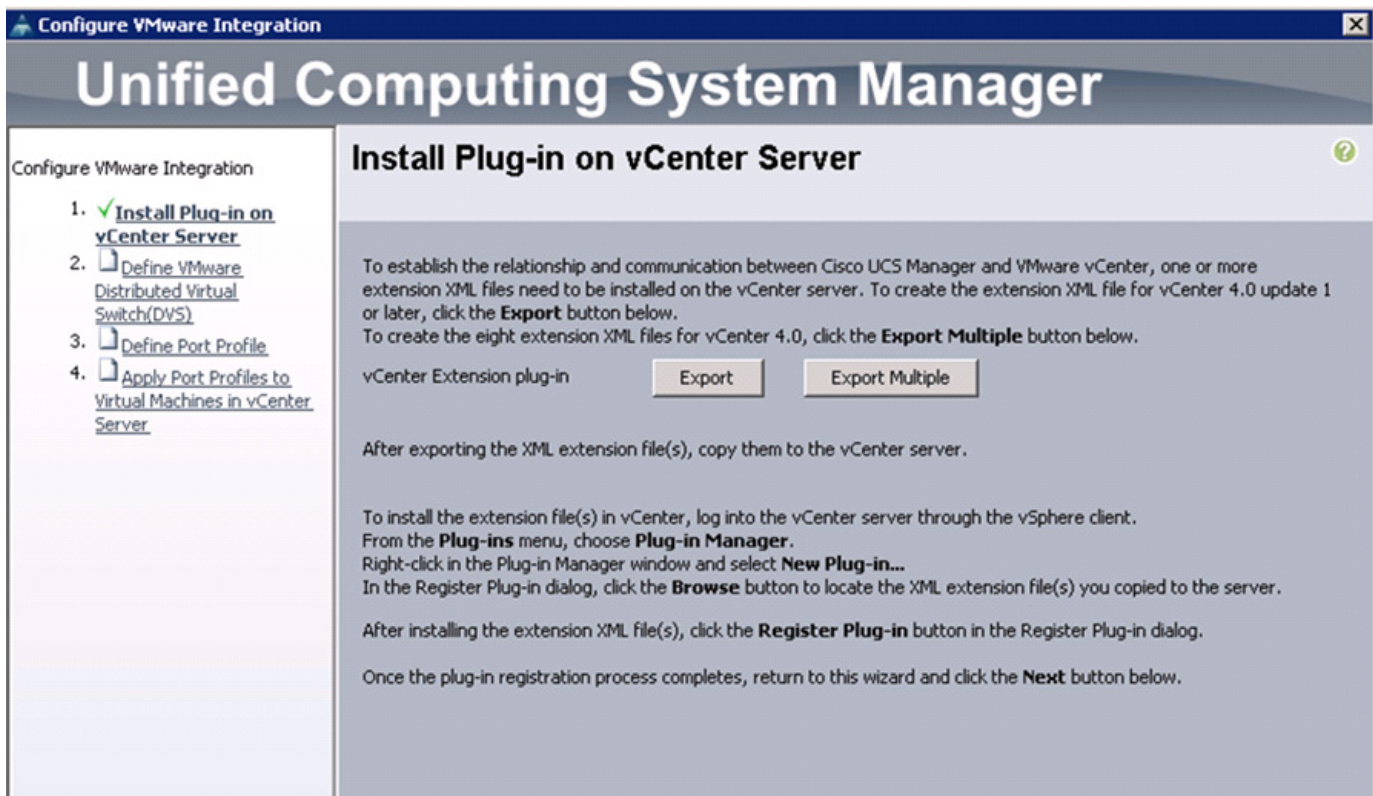 Configure VMware Integration
Unified Computing System Manager
Configure VMware Integration
1. Install Plug-in on
vCenter Server
2. Define VMware
Distributed Virtual
Switch(DVS)
3. Define Port Profile
4. Apply Port Profiles to
Virtual Machines in vCenter
Server
Install Plug-in on vCenter Server
?
To establish the relationship and communication between Cisco UCS Manager and VMware vCenter, one or more
extension XML files need to be installed on the vCenter server. To create the extension XML file for vCenter 4.0 update 1
or later, click the Export button below.
To create the eight extension XML files for vCenter 4.0, click the Export Multiple button below.
vCenter Extension plug-in Export Export Multiple
After exporting the XML extension file(s), copy them to the vCenter server.
To install the extension file(s) in vCenter, log into the vCenter server through the vSphere client.
From the Plug-ins menu, choose Plug-in Manager.
Right-click in the Plug-in Manager window and select New Plug-in...
In the Register Plug-in dialog, click the Browse button to locate the XML extension file(s) you copied to the server.
After installing the extension XML file(s), click the Register Plug-in button in the Register Plug-in dialog.
Once the plug-in registration process completes, return to this wizard and click the Next button below.